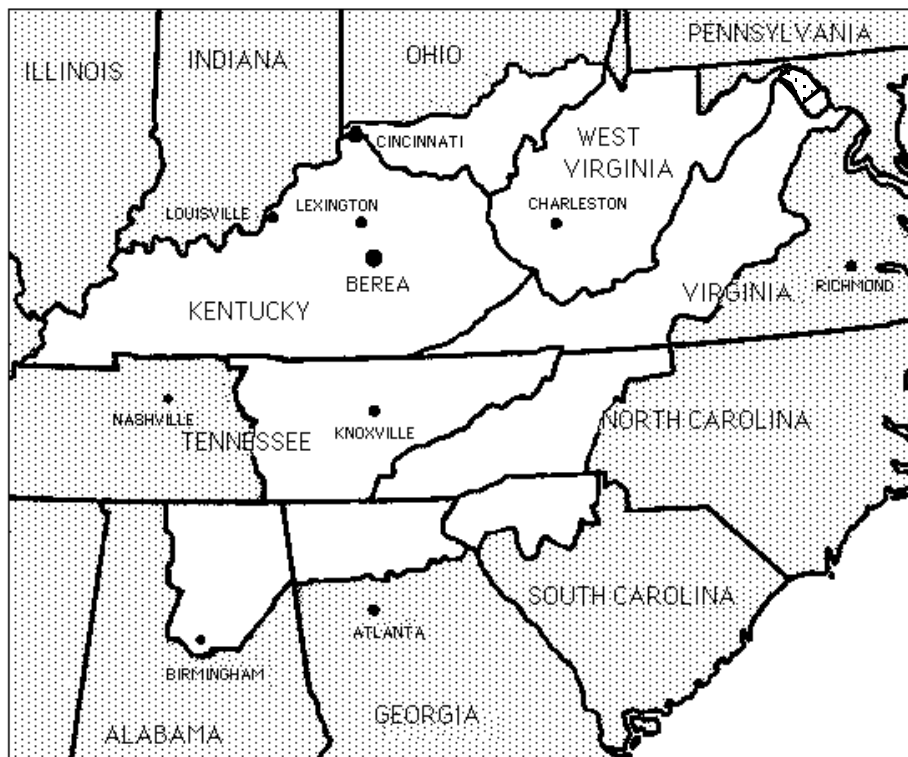 PENNSYLVANIA
OHIO
INDIANA
ILLINOIS
WEST
VIRGINIA
CINCINNATI
LEXINGTON
CHARLESTON
LOUISVILLE
BEREA
RICHMOND
VIRGINIA
KENTUCKY
NASHVILLE
NORTH CAROLINA
KNOXVILLE
TENNESSEE
SOUTH CAROLINA
ATLANTA
BIRMINGHAM
GEORGIA
ALABAMA